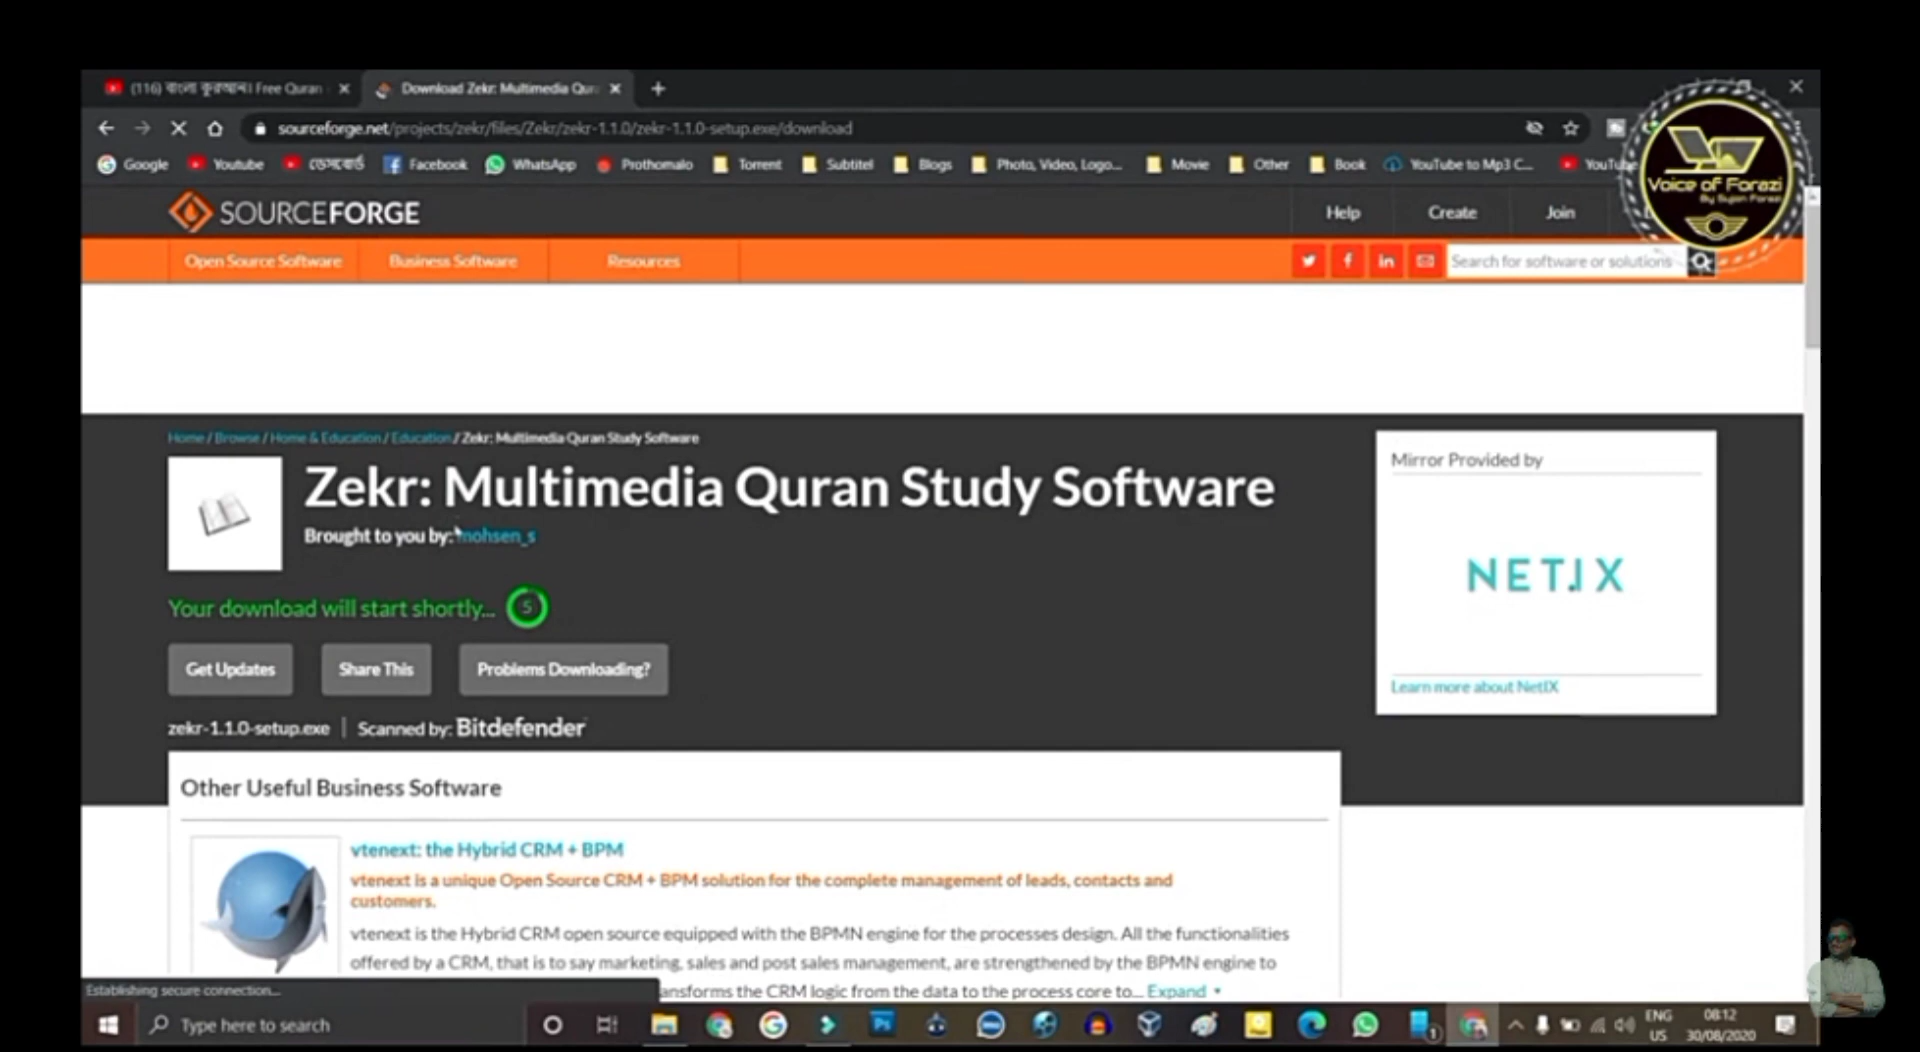 (116) বাংলা কুরআন। Free Quran
Download Zekr: Multimedia Qur
sourceforge.net/projects/zekr/files/Zekr/zekr-1.1.0/zekr-1.1.0-setup.exe/download
Google Youtube Facebook WhatsApp Prothomalo Torrent Subtitel Blogs Photo, Video, Logo... Movie Other Book YouTube to Mp3 C... YouTube
Voice of Forazi
By Sujan Forazi
SOURCEFORGE
Help Create Join
Open Source Software Business Software Resources
Search for software or solutions
Home / Browse / Home & Education / Education / Zekr: Multimedia Quran Study Software
Zekr: Multimedia Quran Study Software
Brought to you by: mohsen_s
Mirror Provided by
NETIX
Learn more about NetIX
Your download will start shortly... 5
Get Updates Share This Problems Downloading?
zekr-1.1.0-setup.exe | Scanned by: Bitdefender
Other Useful Business Software
vtenext: the Hybrid CRM + BPM
vtenext is a unique Open Source CRM + BPM solution for the complete management of leads, contacts and
customers.
vtenext is the Hybrid CRM open source equipped with the BPMN engine for the processes design. All the functionalities
offered by a CRM, that is to say marketing, sales and post sales management, are strengthened by the BPMN engine to
ansforms the CRM logic from the data to the process core to... Expand
Establishing secure connection...
Type here to search
Ps
1
ENG
US
08:12
30/08/2020